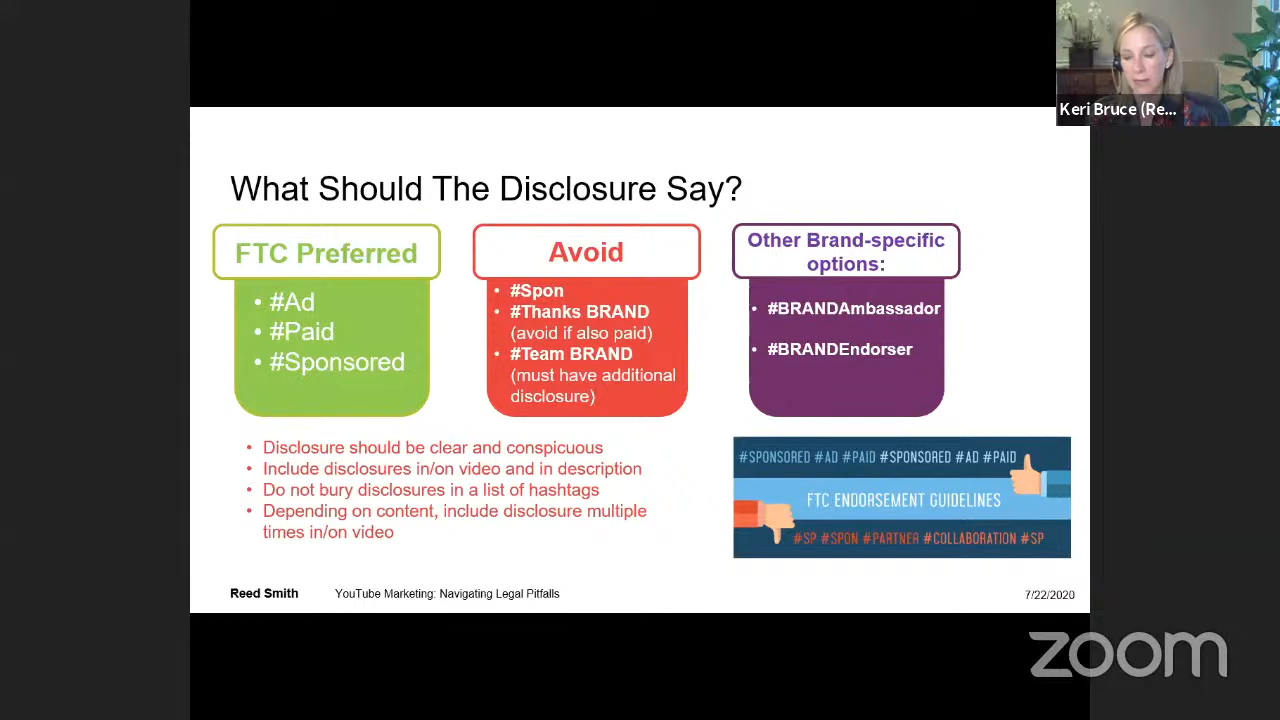 Keri Bruce (Re...
What Should The Disclosure Say?
FTC Preferred
• #Ad
• #Paid
• #Sponsored
Avoid
• #Spon
• #Thanks BRAND
(avoid if also paid)
• #Team BRAND
(must have additional
disclosure)
Other Brand-specific
options:
• #BRANDAmbassador
• #BRANDEndorser
• Disclosure should be clear and conspicuous
• Include disclosures in/on video and in description
• Do not bury disclosures in a list of hashtags
• Depending on content, include disclosure multiple
times in/on video
#SPONSORED #AD #PAID #SPONSORED #AD #PAID
FTC ENDORSEMENT GUIDELINES
#SP #SPON #PARTNER #COLLABORATION #SP
Reed Smith
YouTube Marketing: Navigating Legal Pitfalls
7/22/2020
zoom